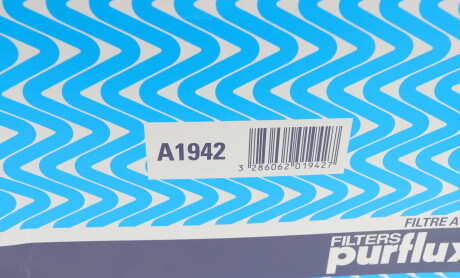 A1942
3 286062 019427
FILTRE A
FILTERS
purflux